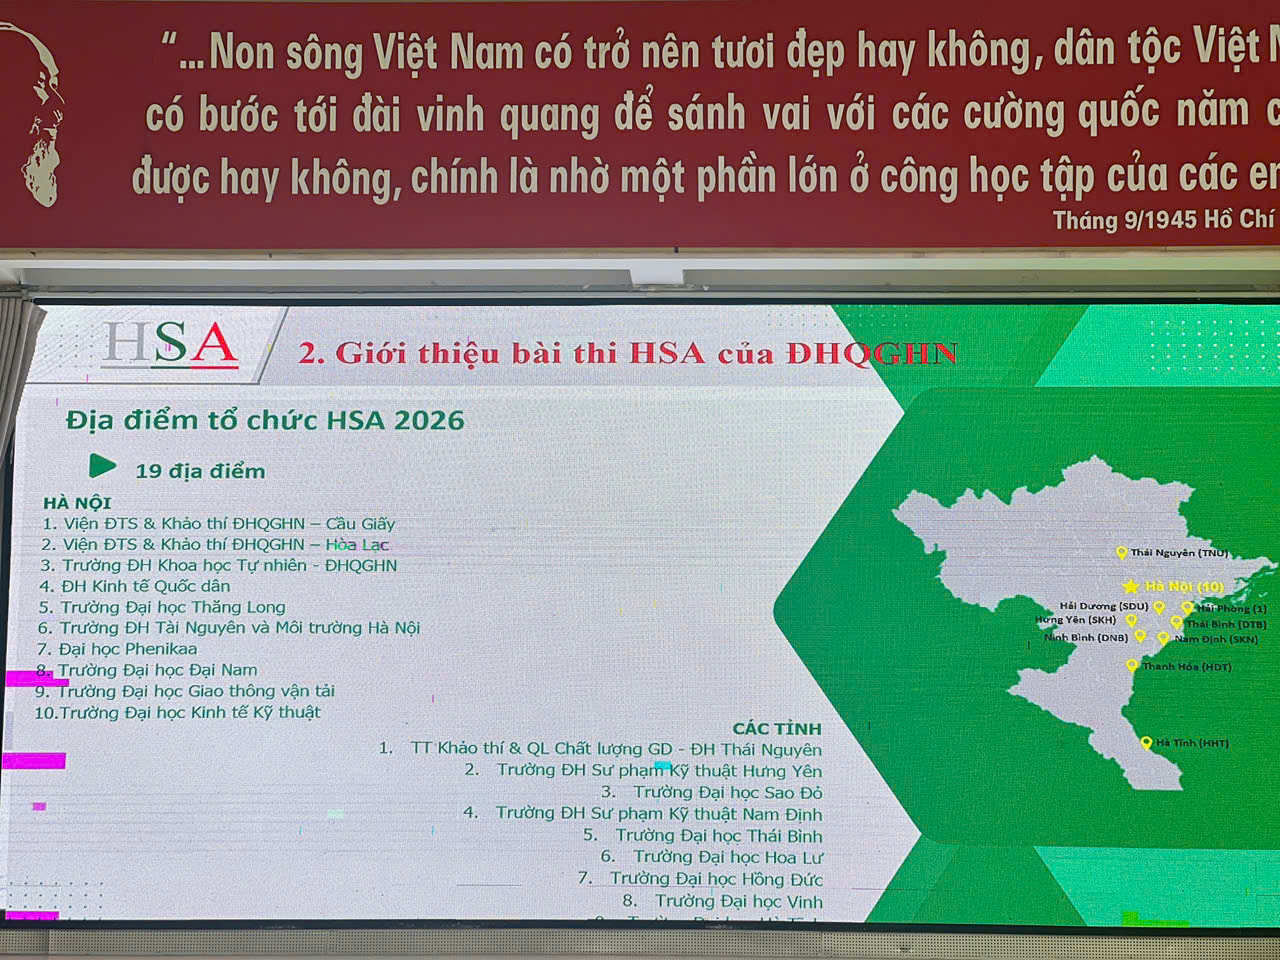 “...Non sông Việt Nam có trở nên tươi đẹp hay không, dân tộc Việt
có bước tới đài vinh quang để sánh vai với các cường quốc năm
được hay không, chính là nhờ một phần lớn ở công học tập của các
Tháng 9/1945 Hồ Chí
HSA
2. Giới thiệu bài thi HSA của ĐHQGHN
Địa điểm tổ chức HSA 2026
19 địa điểm
HÀ NỘI
1. Viện ĐTS & Khảo thí ĐHQGHN – Cầu Giấy
2. Viện ĐTS & Khảo thí ĐHQGHN – Hòa Lạc
3. Trường ĐH Khoa học Tự nhiên - ĐHQGHN
4. ĐH Kinh tế Quốc dân
5. Trường Đại học Thăng Long
6. Trường ĐH Tài Nguyên và Môi trường Hà Nội
7. Đại học Phenikaa
8. Trường Đại học Đại Nam
9. Trường Đại học Giao thông vận tải
10.Trường Đại học Kinh tế Kỹ thuật
CÁC TỈNH
1. TT Khảo thí & QL Chất lượng GD - ĐH Thái Nguyên
2. Trường ĐH Sư phạm Kỹ thuật Hưng Yên
3. Trường Đại học Sao Đỏ
4. Trường ĐH Sư phạm Kỹ thuật Nam Định
5. Trường Đại học Thái Bình
6. Trường Đại học Hoa Lư
7. Trường Đại học Hồng Đức
8. Trường Đại học Vinh
Thái Nguyên (TNU)
Hà Nội (10)
Hải Dương (SDU)
Hải Phòng (1)
Hưng Yên (SKH)
Thái Bình (DTB)
Ninh Bình (DNB)
Nam Định (SKN)
Thanh Hóa (HDT)
Hà Tĩnh (HHT)